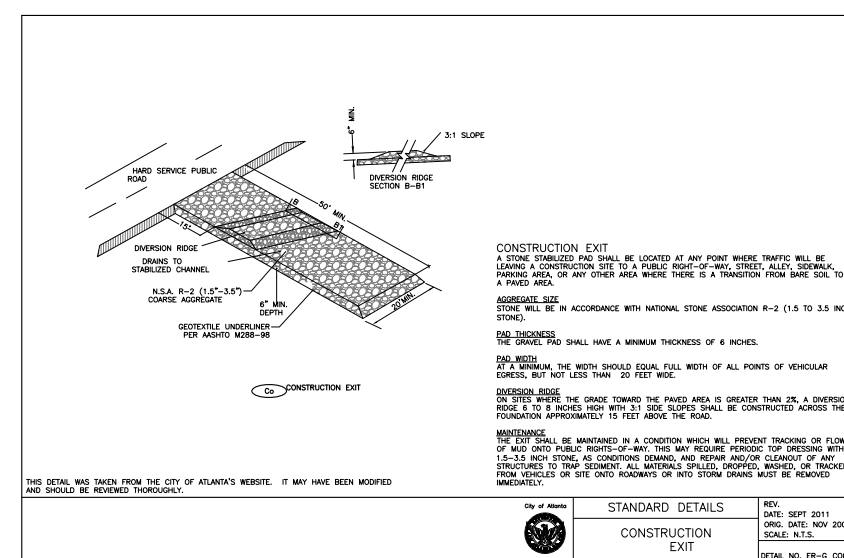 6" MIN.
3:1 SLOPE
DIVERSION RIDGE
SECTION B-B1
HARD SERVICE PUBLIC
ROAD
50' MIN.
B
B1
15'
DIVERSION RIDGE
DRAINS TO
STABILIZED CHANNEL
N.S.A. R-2 (1.5"-3.5")
COARSE AGGREGATE
6" MIN.
DEPTH
20'MIN.
GEOTEXTILE UNDERLINER
PER AASHTO M288-98
Co CONSTRUCTION EXIT
CONSTRUCTION EXIT
A STONE STABILIZED PAD SHALL BE LOCATED AT ANY POINT WHERE TRAFFIC WILL BE
LEAVING A CONSTRUCTION SITE TO A PUBLIC RIGHT-OF-WAY, STREET, ALLEY, SIDEWALK,
PARKING AREA, OR ANY OTHER AREA WHERE THERE IS A TRANSITION FROM BARE SOIL TO
A PAVED AREA.
AGGREGATE SIZE
STONE WILL BE IN ACCORDANCE WITH NATIONAL STONE ASSOCIATION R-2 (1.5 TO 3.5 INC
STONE).
PAD THICKNESS
THE GRAVEL PAD SHALL HAVE A MINIMUM THICKNESS OF 6 INCHES.
PAD WIDTH
AT A MINIMUM, THE WIDTH SHOULD EQUAL FULL WIDTH OF ALL POINTS OF VEHICULAR
EGRESS, BUT NOT LESS THAN 20 FEET WIDE.
DIVERSION RIDGE
ON SITES WHERE THE GRADE TOWARD THE PAVED AREA IS GREATER THAN 2%, A DIVERSIO
RIDGE 6 TO 8 INCHES HIGH WITH 3:1 SIDE SLOPES SHALL BE CONSTRUCTED ACROSS THE
FOUNDATION APPROXIMATELY 15 FEET ABOVE THE ROAD.
MAINTENANCE
THE EXIT SHALL BE MAINTAINED IN A CONDITION WHICH WILL PREVENT TRACKING OR FLOW
OF MUD ONTO PUBLIC RIGHTS-OF-WAY. THIS MAY REQUIRE PERIODIC TOP DRESSING WITH
1.5-3.5 INCH STONE, AS CONDITIONS DEMAND, AND REPAIR AND/OR CLEANOUT OF ANY
STRUCTURES TO TRAP SEDIMENT. ALL MATERIALS SPILLED, DROPPED, WASHED, OR TRACKED
FROM VEHICLES OR SITE ONTO ROADWAYS OR INTO STORM DRAINS MUST BE REMOVED
IMMEDIATELY.
THIS DETAIL WAS TAKEN FROM THE CITY OF ATLANTA'S WEBSITE. IT MAY HAVE BEEN MODIFIED
AND SHOULD BE REVIEWED THOROUGHLY.
City of Atlanta
STANDARD DETAILS
CONSTRUCTION
EXIT
REV.
DATE: SEPT 2011
ORIG. DATE: NOV 200
SCALE: N.T.S.
DETAIL NO. ER-G CO